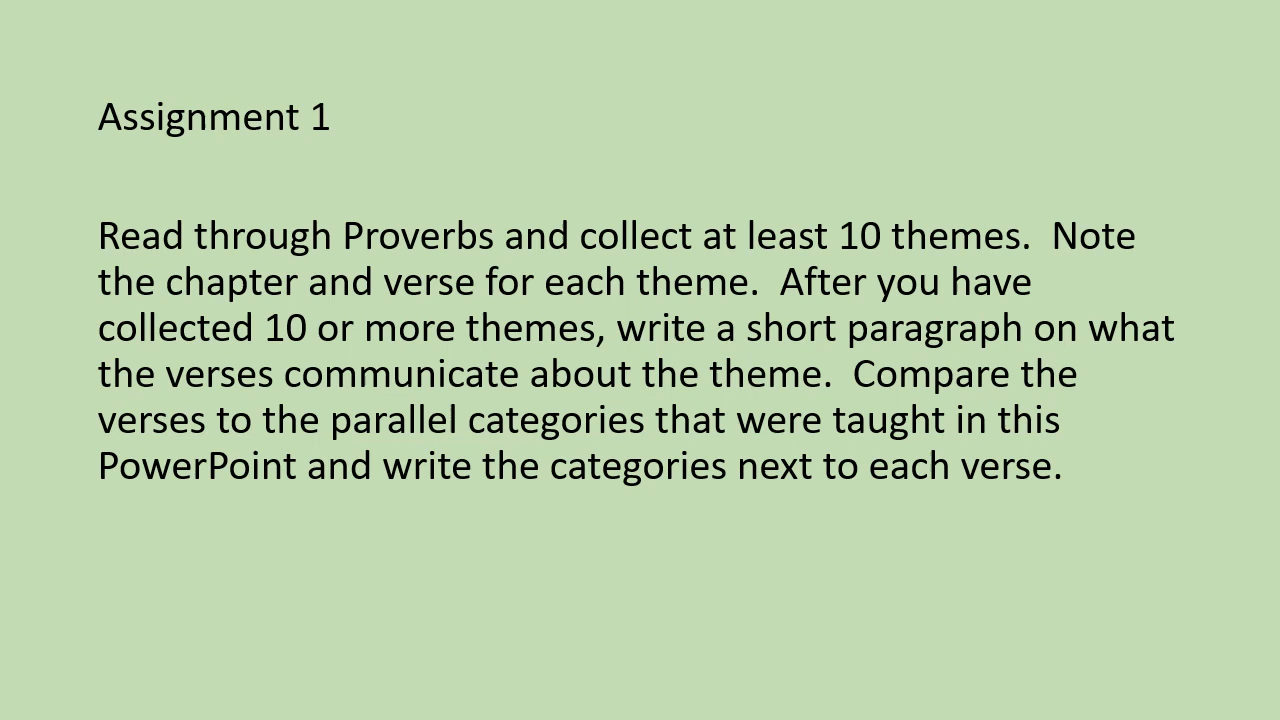 Assignment 1
Read through Proverbs and collect at least 10 themes.  Note
the chapter and verse for each theme.  After you have
collected 10 or more themes, write a short paragraph on what
the verses communicate about the theme.  Compare the
verses to the parallel categories that were taught in this
PowerPoint and write the categories next to each verse.